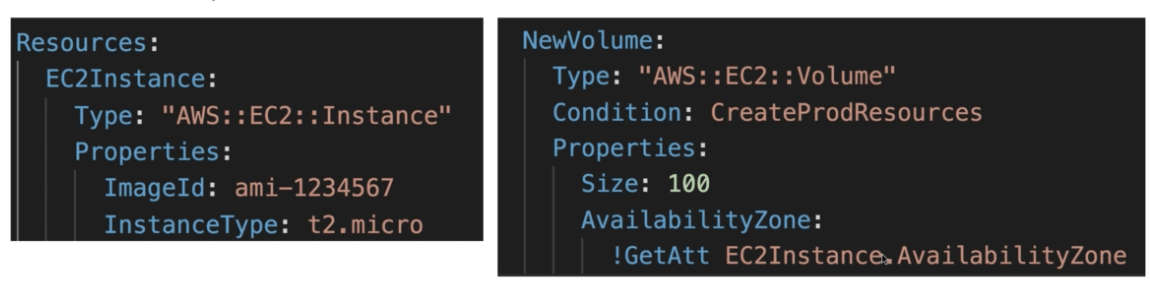 Resources:
EC2Instance:
Type: "AWS::EC2::Instance"
Properties:
ImageId: ami-1234567
InstanceType: t2.micro
NewVolume:
Type: "AWS::EC2::Volume"
Condition: CreateProdResources
Properties:
Size: 100
AvailabilityZone:
!GetAtt EC2Instance.AvailabilityZone